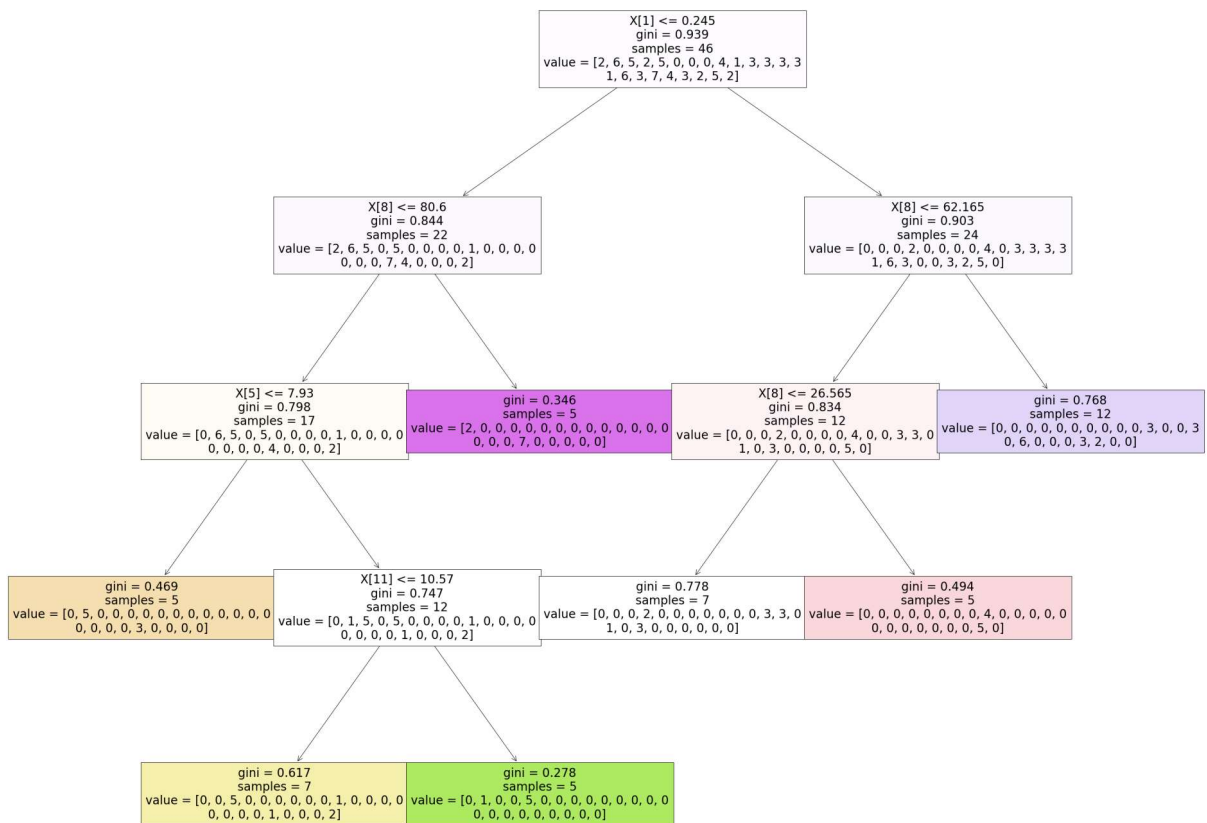 X[1] <= 0.245
gini = 0.939
samples = 46
value = [2, 6, 5, 2, 5, 0, 0, 0, 4, 1, 3, 3, 3, 3
1, 6, 3, 7, 4, 3, 2, 5, 2]
X[8] <= 80.6
gini = 0.844
samples = 22
value = [2, 6, 5, 0, 5, 0, 0, 0, 0, 1, 0, 0, 0, 0
0, 0, 0, 7, 4, 0, 0, 0, 2]
X[8] <= 62.165
gini = 0.903
samples = 24
value = [0, 0, 0, 2, 0, 0, 0, 0, 4, 0, 3, 3, 3, 3
1, 6, 3, 0, 0, 3, 2, 5, 0]
X[5] <= 7.93
gini = 0.798
samples = 17
value = [0, 6, 5, 0, 5, 0, 0, 0, 0, 1, 0, 0, 0, 0
0, 0, 0, 0, 4, 0, 0, 0, 2]
gini = 0.346
samples = 5
value = [2, 0, 0, 0, 0, 0, 0, 0, 0, 0, 0, 0, 0, 0
0, 0, 0, 7, 0, 0, 0, 0, 0]
X[8] <= 26.565
gini = 0.834
samples = 12
value = [0, 0, 0, 2, 0, 0, 0, 0, 4, 0, 0, 3, 3, 0
1, 0, 3, 0, 0, 0, 0, 5, 0]
gini = 0.768
samples = 12
value = [0, 0, 0, 0, 0, 0, 0, 0, 0, 0, 3, 0, 0, 3
0, 6, 0, 0, 0, 3, 2, 0, 0]
gini = 0.469
samples = 5
value = [0, 5, 0, 0, 0, 0, 0, 0, 0, 0, 0, 0, 0, 0
0, 0, 0, 0, 3, 0, 0, 0, 0]
X[11] <= 10.57
gini = 0.747
samples = 12
value = [0, 1, 5, 0, 5, 0, 0, 0, 0, 1, 0, 0, 0, 0
0, 0, 0, 0, 1, 0, 0, 0, 2]
gini = 0.778
samples = 7
value = [0, 0, 0, 2, 0, 0, 0, 0, 0, 0, 0, 3, 3, 0
1, 0, 3, 0, 0, 0, 0, 0, 0]
gini = 0.494
samples = 5
value = [0, 0, 0, 0, 0, 0, 0, 0, 4, 0, 0, 0, 0, 0
0, 0, 0, 0, 0, 0, 0, 5, 0]
gini = 0.617
samples = 7
value = [0, 0, 5, 0, 0, 0, 0, 0, 0, 1, 0, 0, 0, 0
0, 0, 0, 0, 1, 0, 0, 0, 2]
gini = 0.278
samples = 5
value = [0, 1, 0, 0, 5, 0, 0, 0, 0, 0, 0, 0, 0, 0
0, 0, 0, 0, 0, 0, 0, 0, 0]